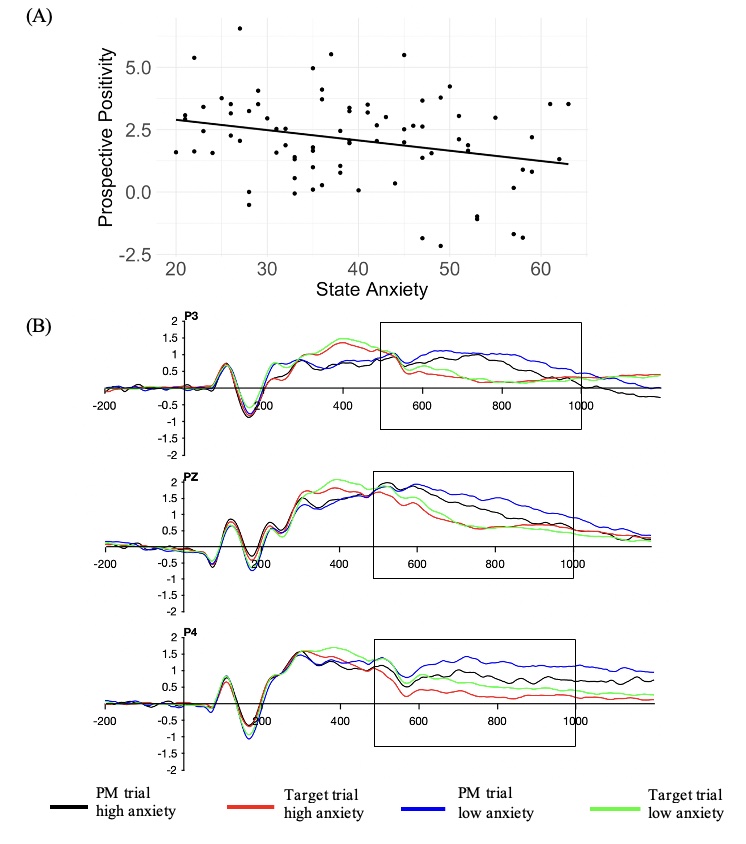 (A)
Prospective Positivity
5.0
2.5
0.0
-2.5
20 30 40 50 60
State Anxiety
(B)
P3
2
1.5
1
0.5
-200 200 400 600 800 1000
-0.5
-1
-1.5
-2
PZ
2
1.5
1
0.5
-200 200 400 600 800 1000
-0.5
-1
-1.5
-2
P4
2
1.5
1
0.5
-200 200 400 600 800 1000
-0.5
-1
-1.5
-2
PM trial
high anxiety
Target trial
high anxiety
PM trial
low anxiety
Target trial
low anxiety